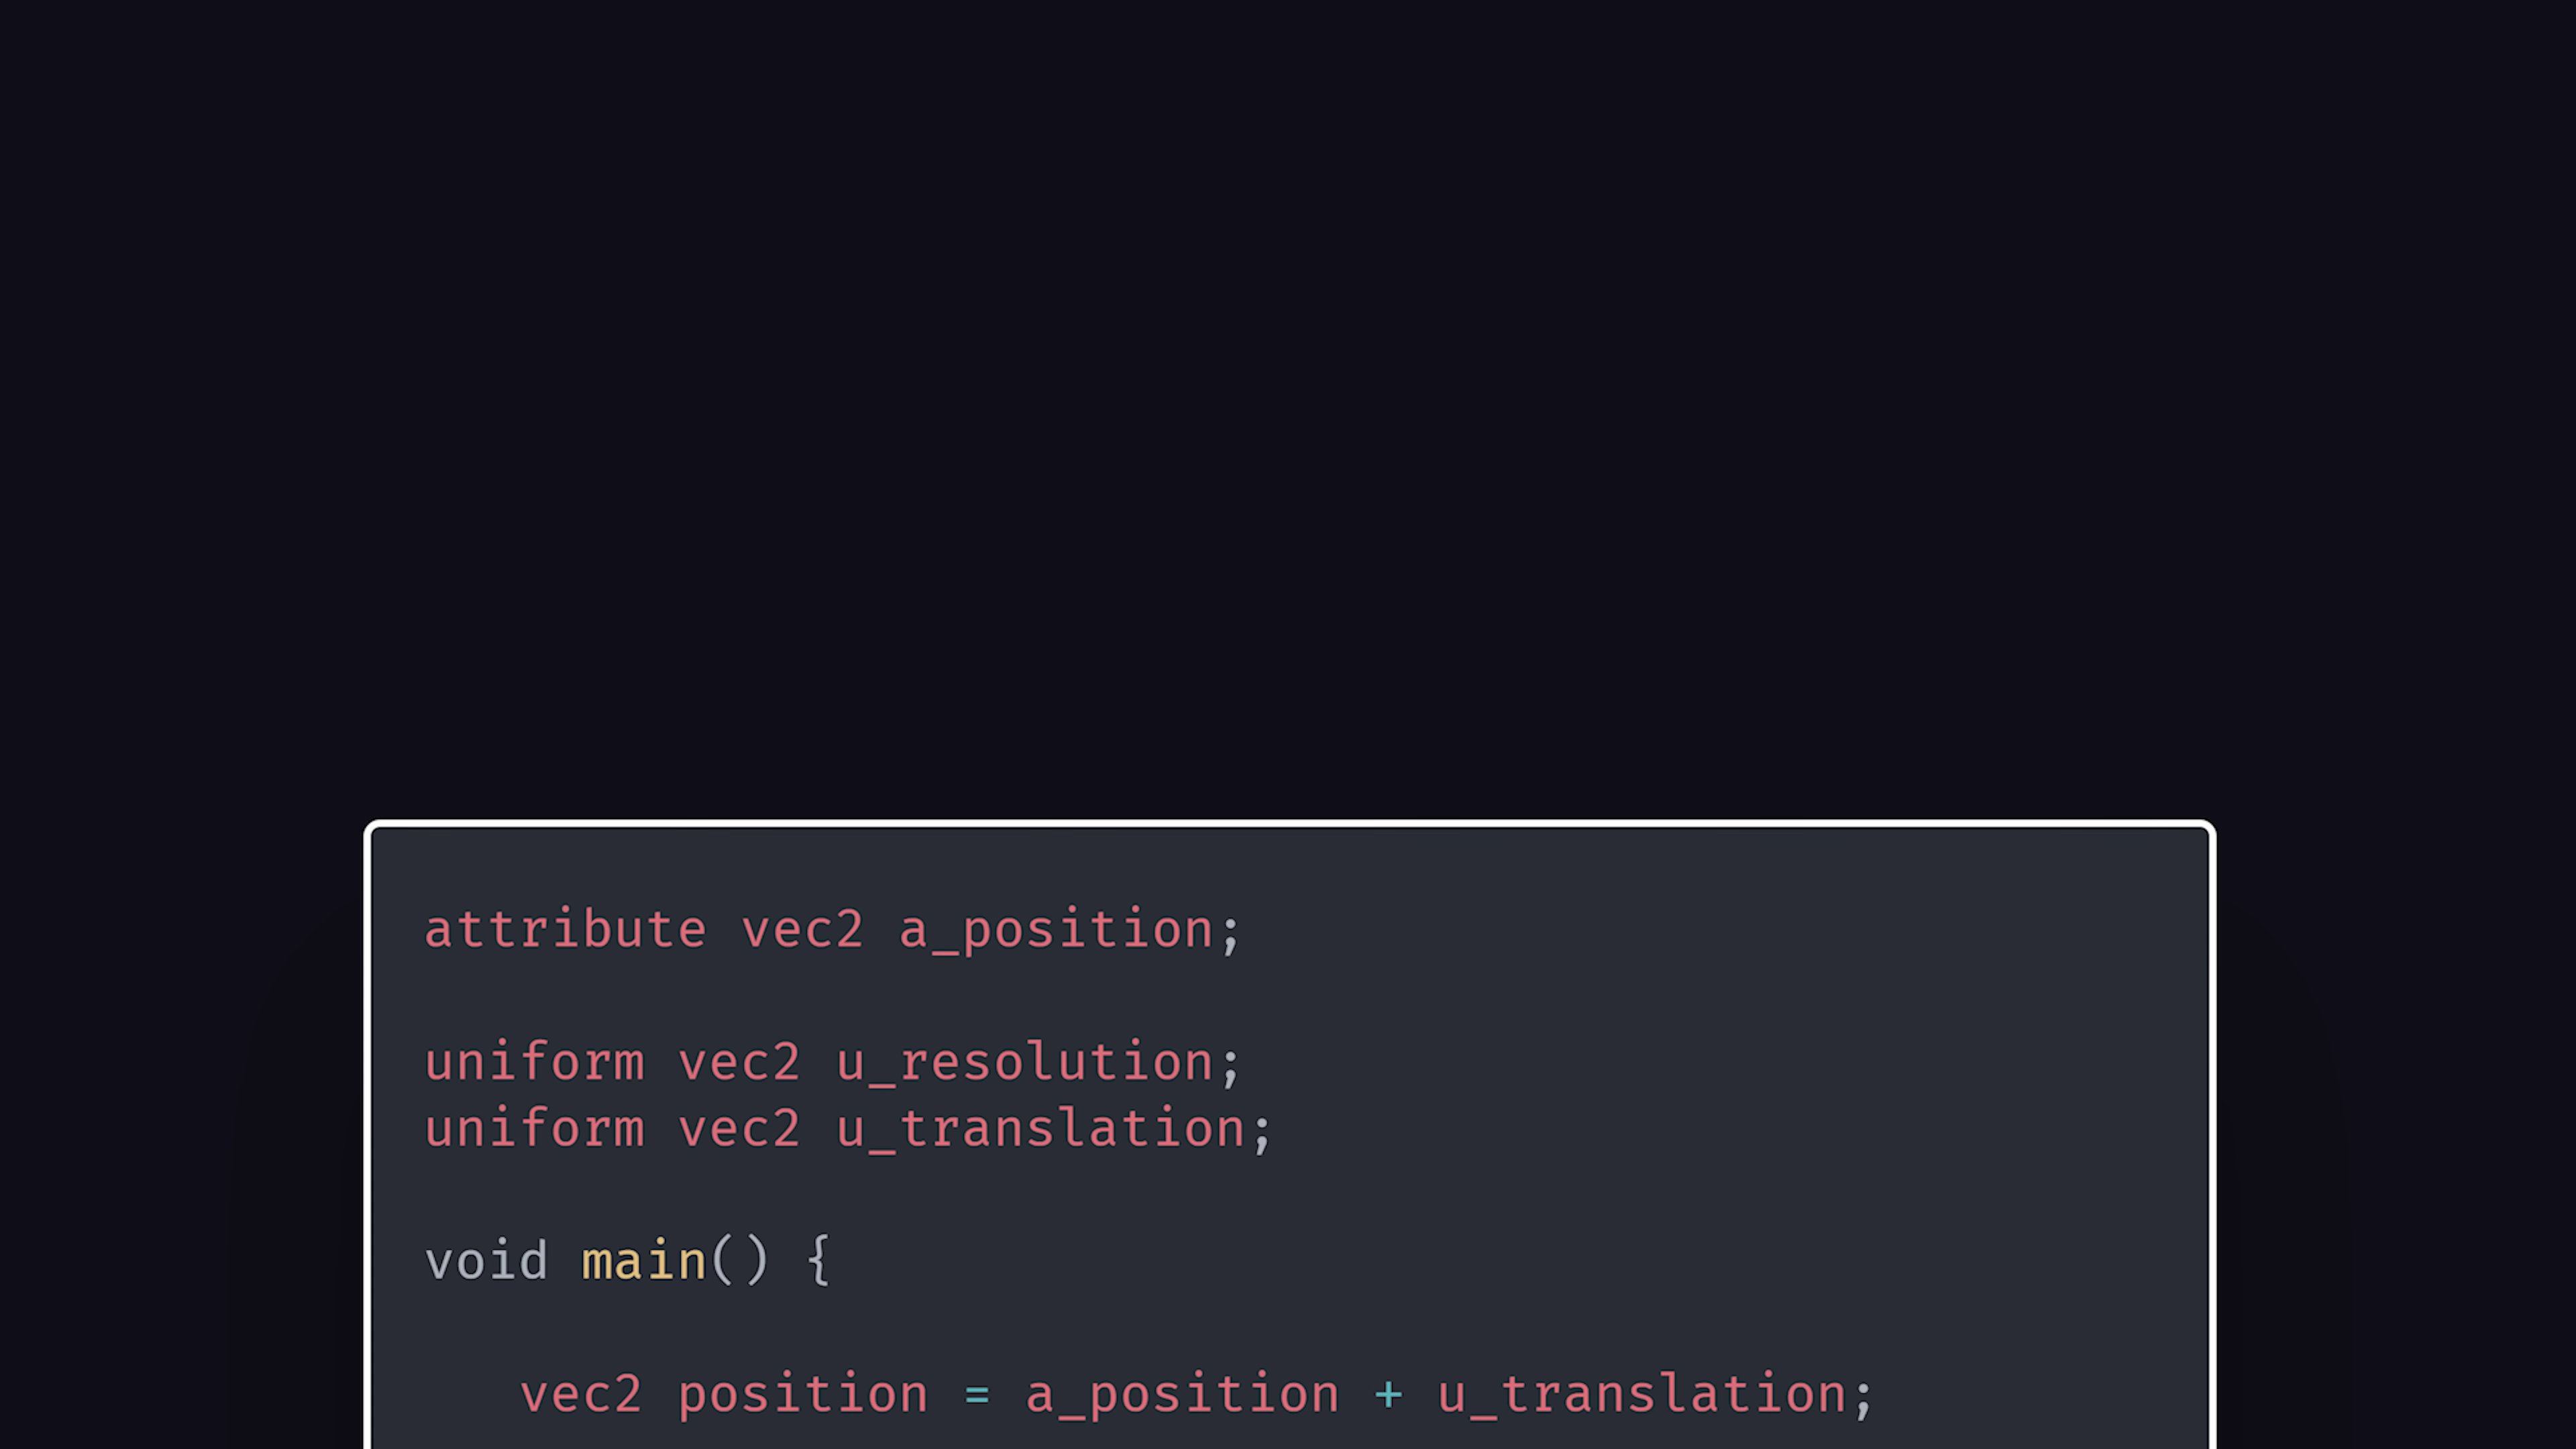 attribute vec2 a_position;
uniform vec2 u_resolution;
uniform vec2 u_translation;
void main() {
vec2 position = a_position + u_translation;